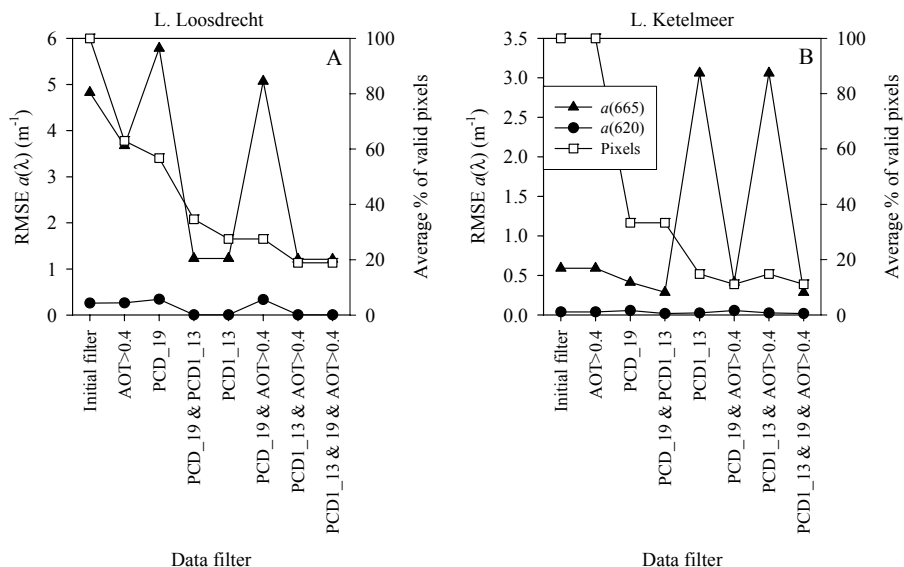 L. Loosdrecht
A
RMSE a(λ) (m⁻¹)
6
5
4
3
2
1
0
100
80
60
40
20
0
Average % of valid pixels
Initial filter
AOT>0.4
PCD_19
PCD_19 & PCD1_13
PCD1_13
PCD_19 & AOT>0.4
PCD1_13 & AOT>0.4
PCD1_13 & 19 & AOT>0.4
Data filter
L. Ketelmeer
B
a(665)
a(620)
Pixels
RMSE a(λ) (m⁻¹)
3.5
3.0
2.5
2.0
1.5
1.0
0.5
0.0
100
80
60
40
20
0
Average % of valid pixels
Initial filter
AOT>0.4
PCD_19
PCD_19 & PCD1_13
PCD1_13
PCD_19 & AOT>0.4
PCD1_13 & AOT>0.4
PCD1_13 & 19 & AOT>0.4
Data filter